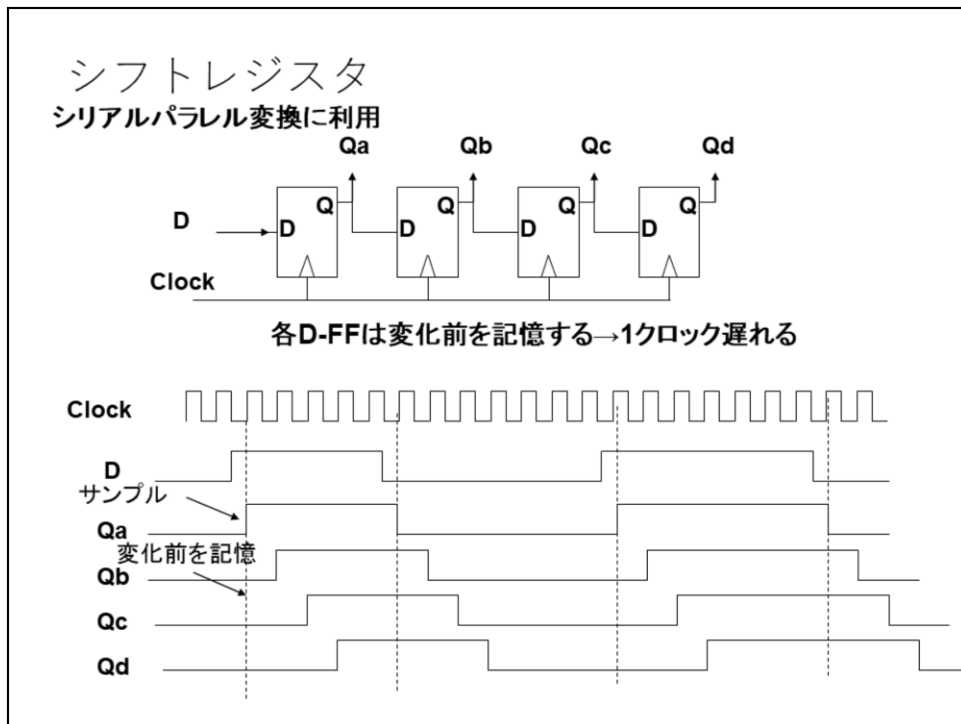 シフトレジスタ
シリアルパラレル変換に利用
Qa Qb Qc Qd
Q Q Q Q
D D D D D
Clock
各D-FFは変化前を記憶する→1クロック遅れる
Clock
D
サンプル
Qa
変化前を記憶
Qb
Qc
Qd